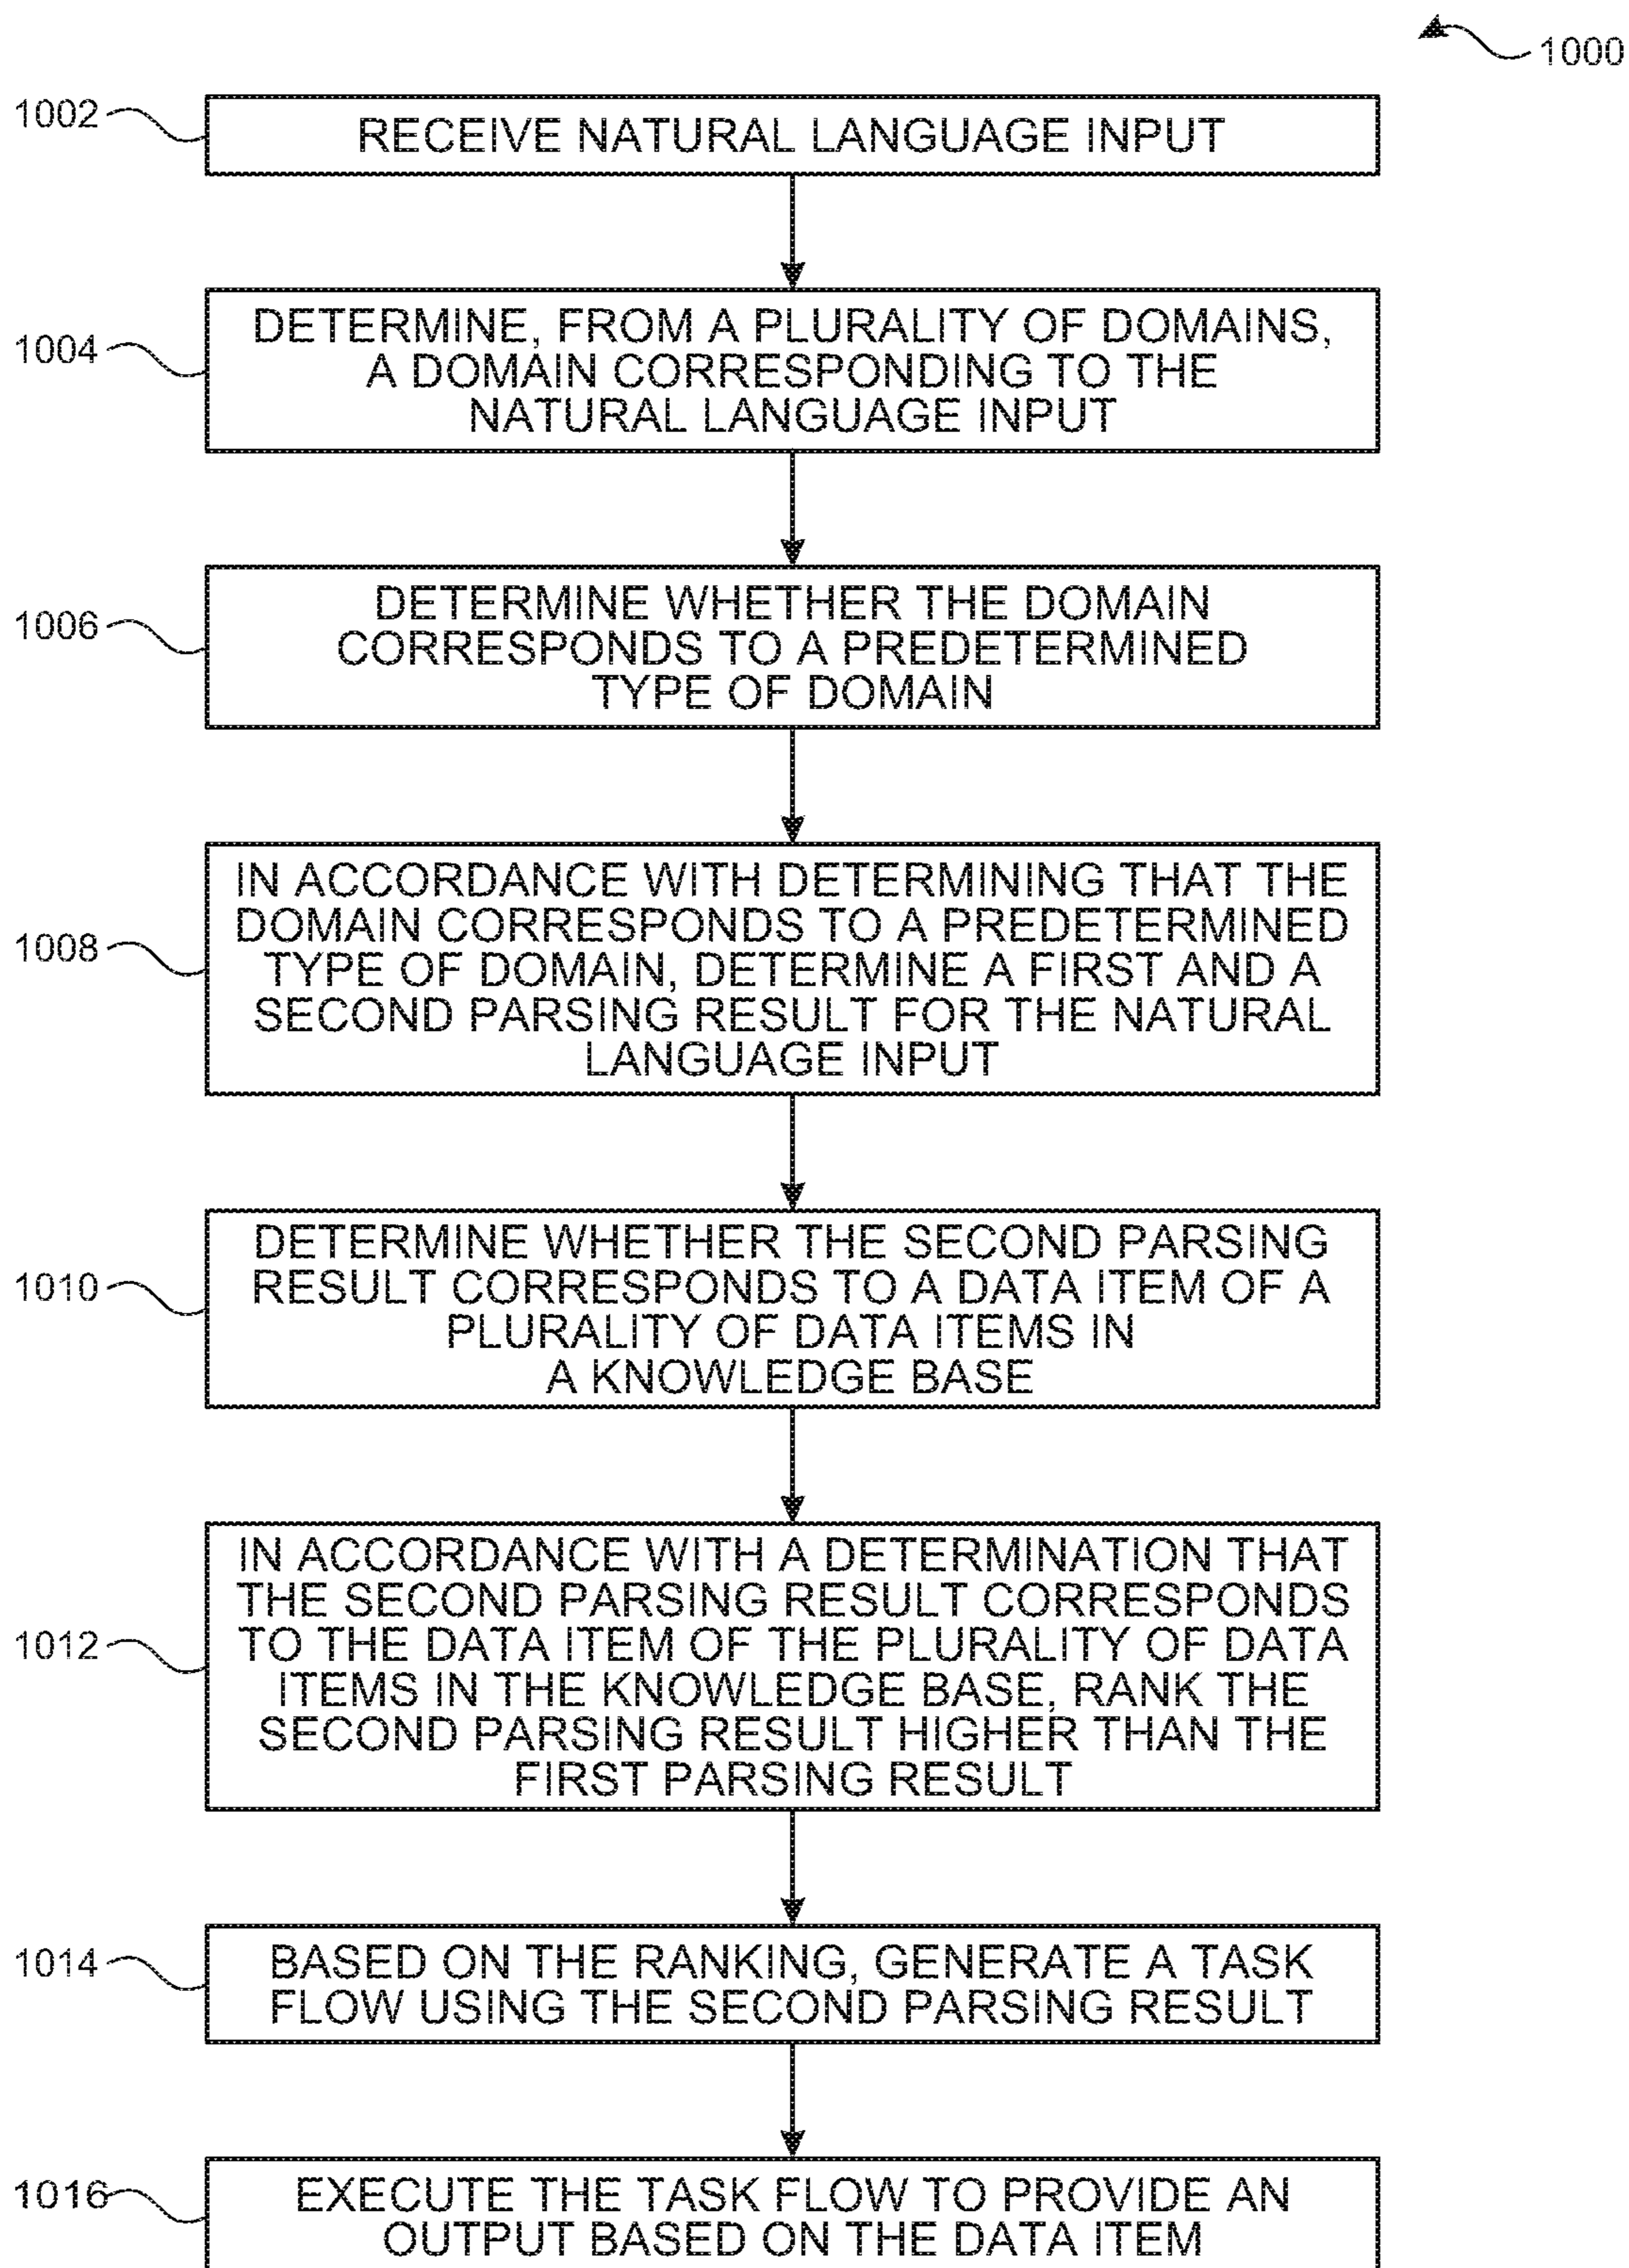 1000
1002
RECEIVE NATURAL LANGUAGE INPUT
1004
DETERMINE, FROM A PLURALITY OF DOMAINS,
A DOMAIN CORRESPONDING TO THE
NATURAL LANGUAGE INPUT
1006
DETERMINE WHETHER THE DOMAIN
CORRESPONDS TO A PREDETERMINED
TYPE OF DOMAIN
1008
IN ACCORDANCE WITH DETERMINING THAT THE
DOMAIN CORRESPONDS TO A PREDETERMINED
TYPE OF DOMAIN, DETERMINE A FIRST AND A
SECOND PARSING RESULT FOR THE NATURAL
LANGUAGE INPUT
1010
DETERMINE WHETHER THE SECOND PARSING
RESULT CORRESPONDS TO A DATA ITEM OF A
PLURALITY OF DATA ITEMS IN
A KNOWLEDGE BASE
1012
IN ACCORDANCE WITH A DETERMINATION THAT
THE SECOND PARSING RESULT CORRESPONDS
TO THE DATA ITEM OF THE PLURALITY OF DATA
ITEMS IN THE KNOWLEDGE BASE, RANK THE
SECOND PARSING RESULT HIGHER THAN THE
FIRST PARSING RESULT
1014
BASED ON THE RANKING, GENERATE A TASK
FLOW USING THE SECOND PARSING RESULT
1016
EXECUTE THE TASK FLOW TO PROVIDE AN
OUTPUT BASED ON THE DATA ITEM